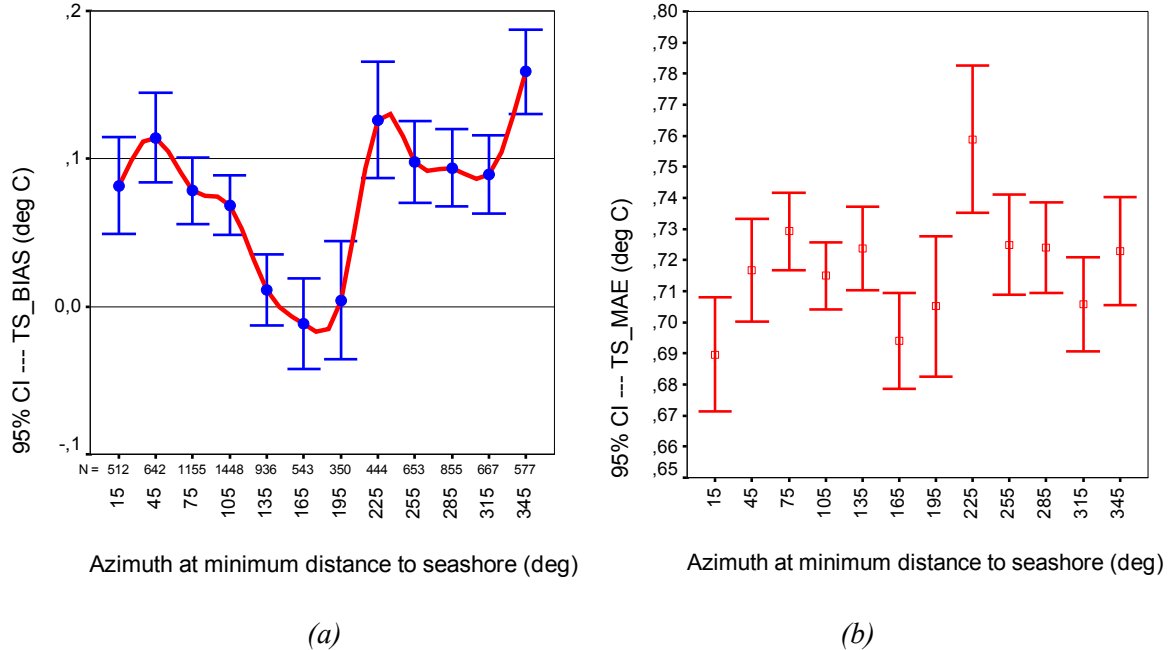 95% CI --- TS_BIAS (deg C)
,2
,1
0,0
-,1
N = 512 642 1155 1448 936 543 350 444 653 855 667 577
15 45 75 105 135 165 195 225 255 285 315 345
Azimuth at minimum distance to seashore (deg)
(a)
95% CI --- TS_MAE (deg C)
,80
,79
,78
,77
,76
,75
,74
,73
,72
,71
,70
,69
,68
,67
,66
,65
15 45 75 105 135 165 195 225 255 285 315 345
Azimuth at minimum distance to seashore (deg)
(b)